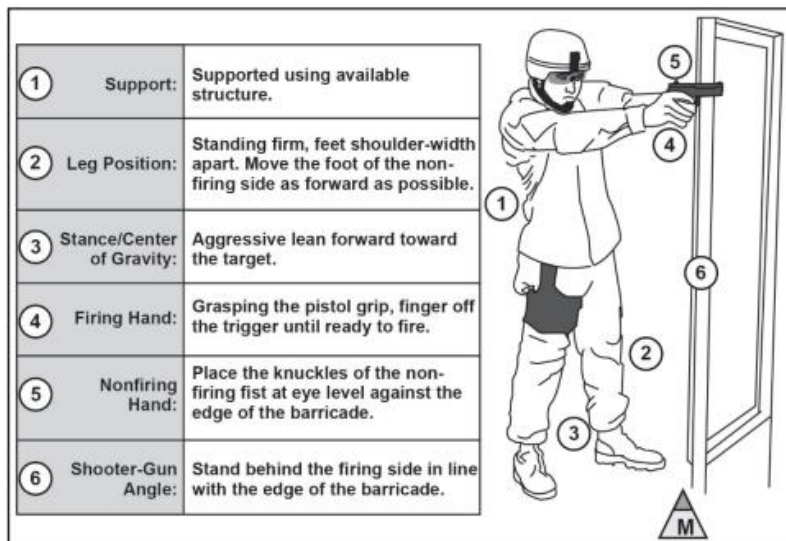 1 Support: Supported using available
structure.
2 Leg Position: Standing firm, feet shoulder-width
apart. Move the foot of the non-
firing side as forward as possible.
3 Stance/Center
of Gravity: Aggressive lean forward toward
the target.
4 Firing Hand: Grasping the pistol grip, finger off
the trigger until ready to fire.
5 Nonfiring
Hand: Place the knuckles of the non-
firing fist at eye level against the
edge of the barricade.
6 Shooter-Gun
Angle: Stand behind the firing side in line
with the edge of the barricade.
5
4
1
6
2
3
M